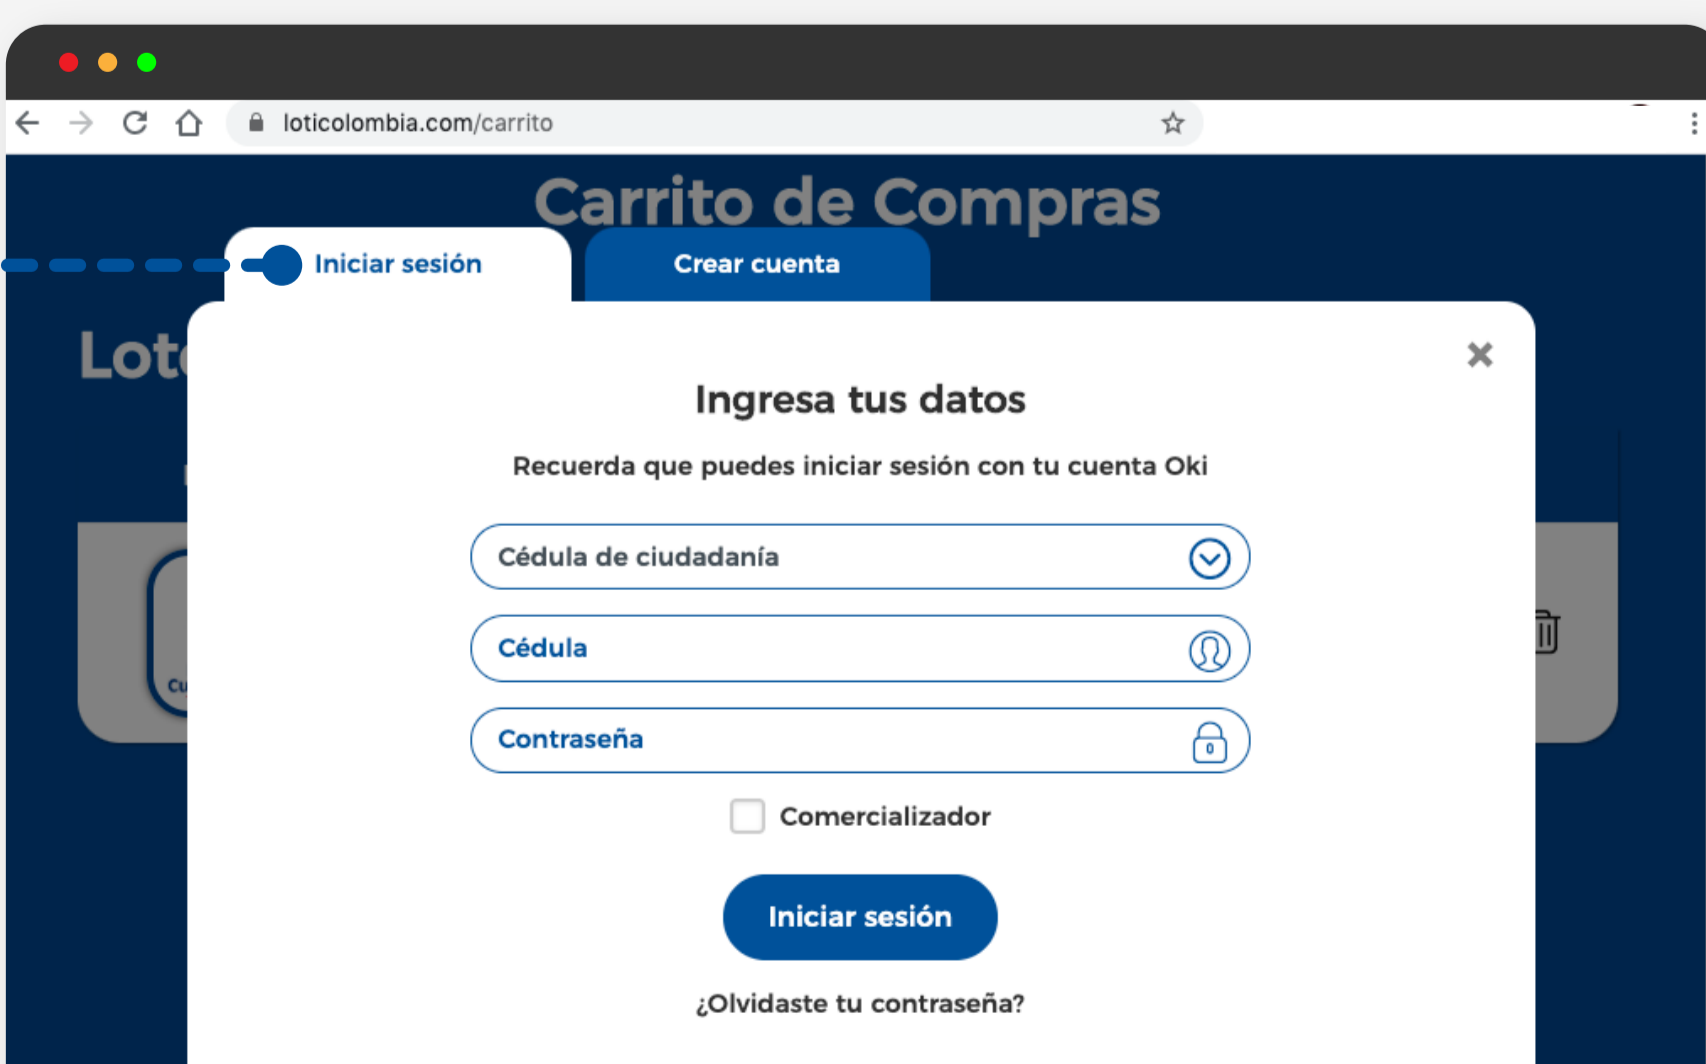 loticolombia.com/carrito
Carrito de Compras
Iniciar sesión
Crear cuenta
Ingresa tus datos
Recuerda que puedes iniciar sesión con tu cuenta Oki
Cédula de ciudadanía
Cédula
Contraseña
Comercializador
Iniciar sesión
¿Olvidaste tu contraseña?